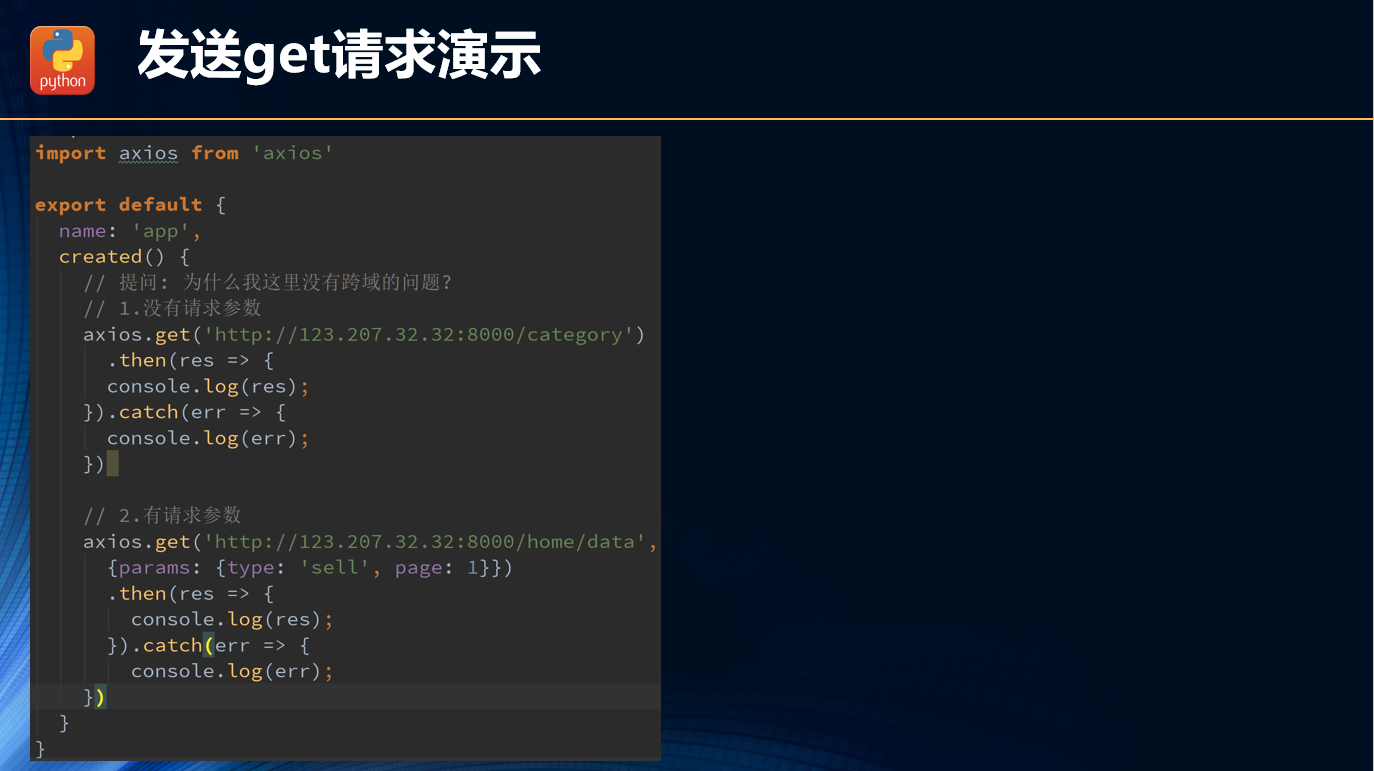 python
发送get请求演示
import axios from 'axios'
export default {
  name: 'app',
  created() {
    // 提问: 为什么我这里没有跨域的问题?
    // 1.没有请求参数
    axios.get('http://123.207.32.32:8000/category')
      .then(res => {
      console.log(res);
    }).catch(err => {
      console.log(err);
    })
    // 2.有请求参数
    axios.get('http://123.207.32.32:8000/home/data',
      {params: {type: 'sell', page: 1}})
      .then(res => {
        console.log(res);
      }).catch(err => {
        console.log(err);
    })
  }
}